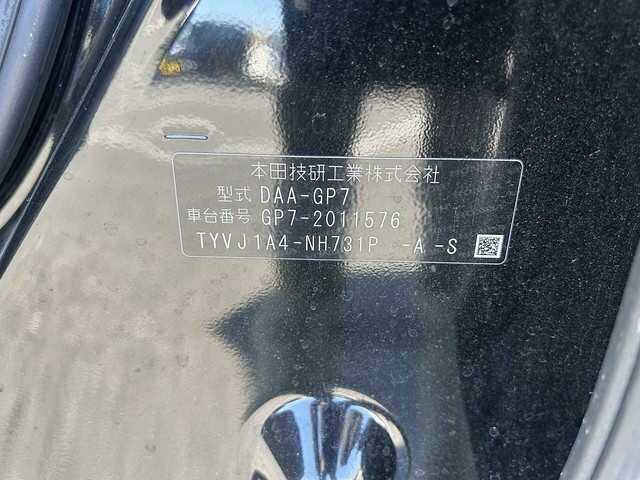 本田技研工業株式会社
型式 DAA-GP7
車台番号 GP7-2011576
TYVJ1A4-NH731P -A -S